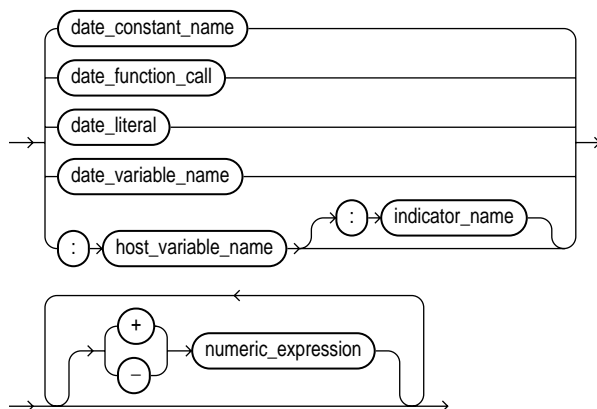 date_constant_name
date_function_call
date_literal
date_variable_name
: host_variable_name : indicator_name
+
− numeric_expression